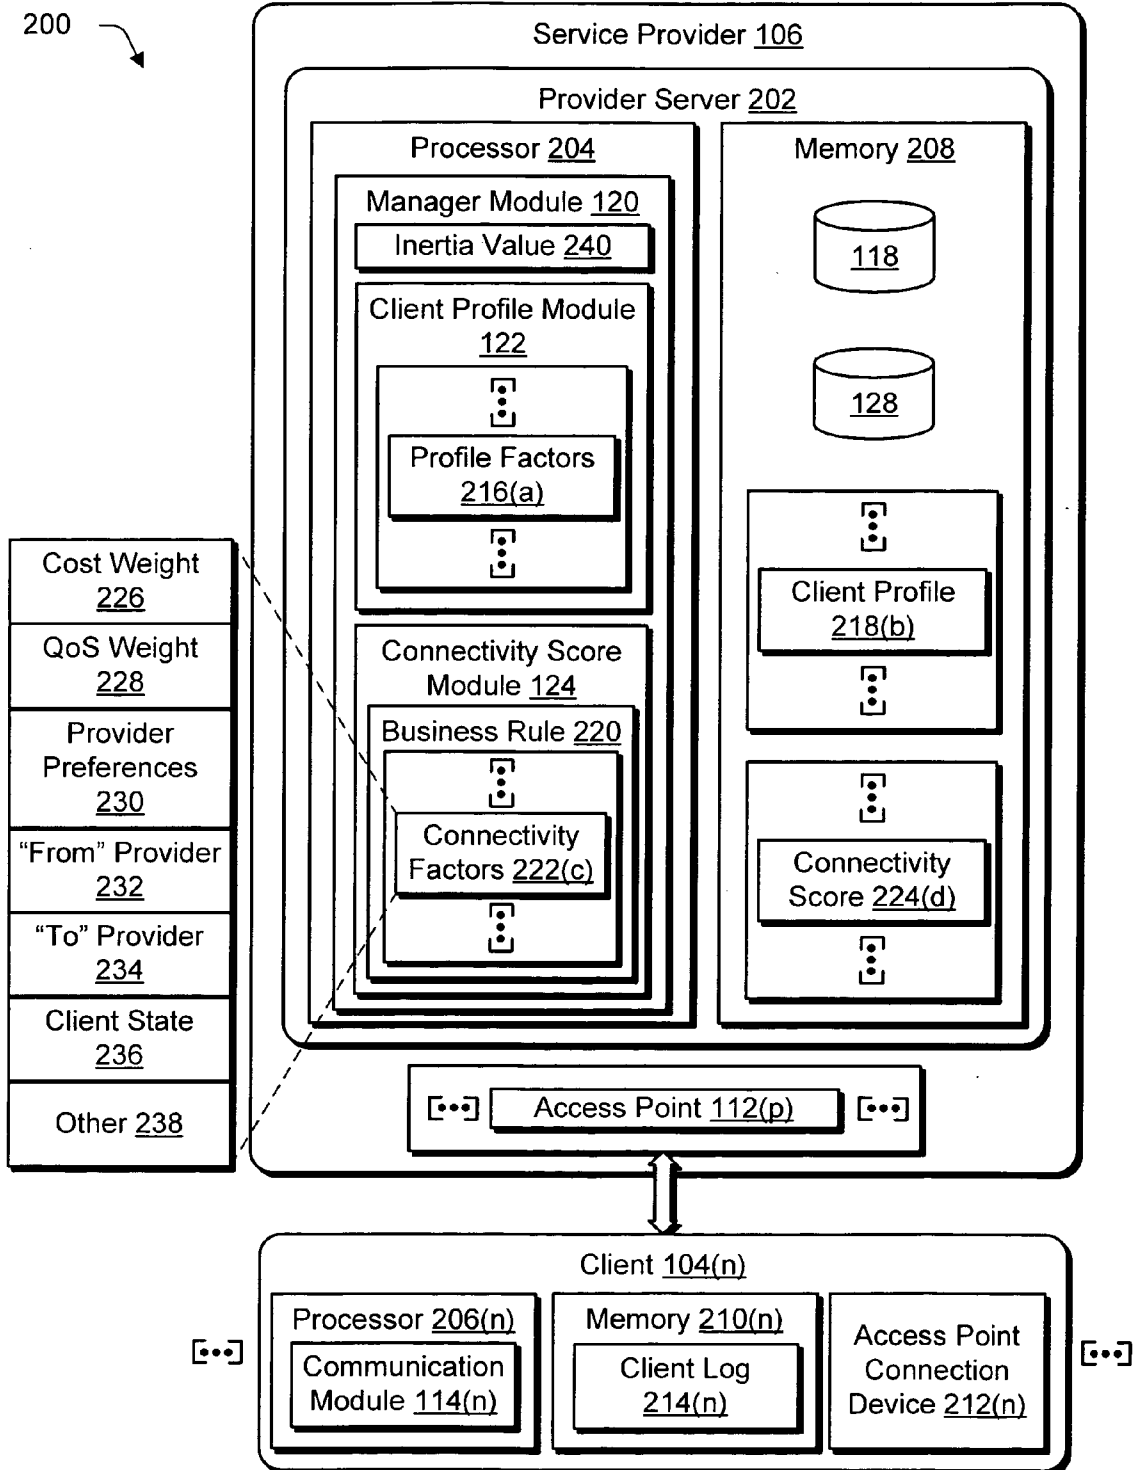 200
Service Provider 106
Provider Server 202
Processor 204
Manager Module 120
Inertia Value 240
Client Profile Module
122
Profile Factors
216(a)
Connectivity Score
Module 124
Business Rule 220
Connectivity
Factors 222(c)
Memory 208
118
128
Client Profile
218(b)
Connectivity
Score 224(d)
Cost Weight
226
QoS Weight
228
Provider
Preferences
230
“From” Provider
232
“To” Provider
234
Client State
236
Other 238
Access Point 112(p)
Client 104(n)
Processor 206(n)
Communication
Module 114(n)
Memory 210(n)
Client Log
214(n)
Access Point
Connection
Device 212(n)